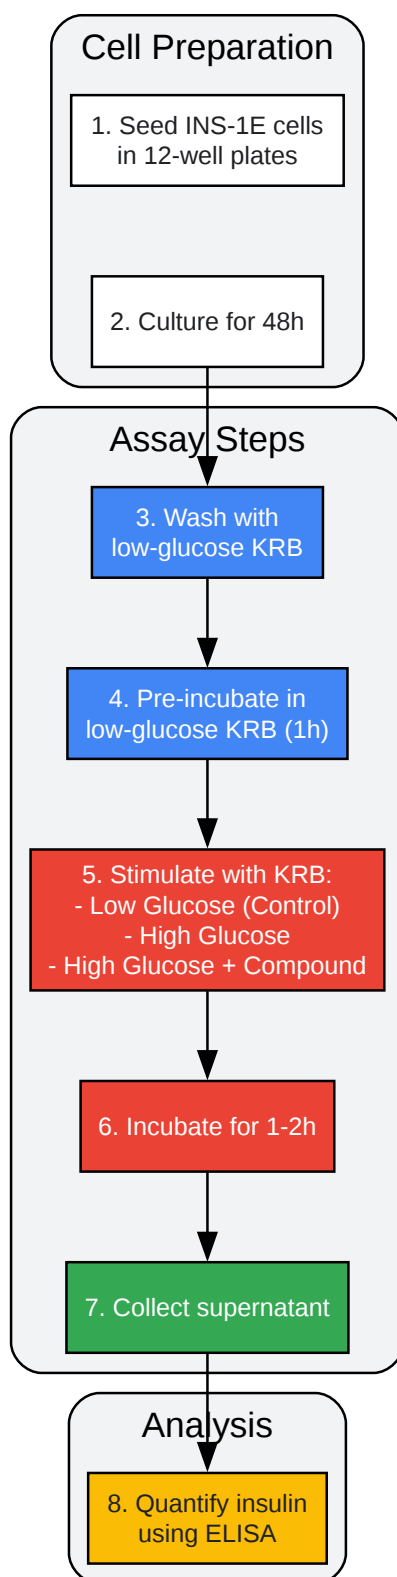 Cell Preparation
1. Seed INS-1E cells
in 12-well plates
2. Culture for 48h
Assay Steps
3. Wash with
low-glucose KRB
4. Pre-incubate in
low-glucose KRB (1h)
5. Stimulate with KRB:
- Low Glucose (Control)
- High Glucose
- High Glucose + Compound
6. Incubate for 1-2h
7. Collect supernatant
Analysis
8. Quantify insulin
using ELISA